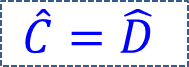 Ĉ = D̂